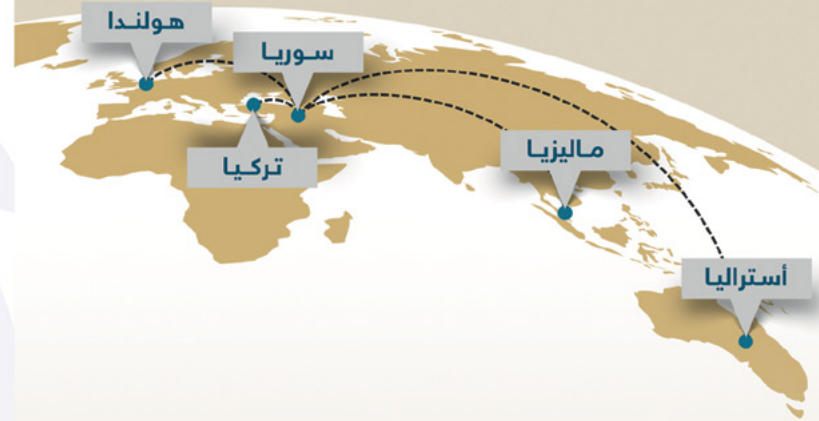 هولندا
سوريا
تركيا
ماليزيا
أستراليا